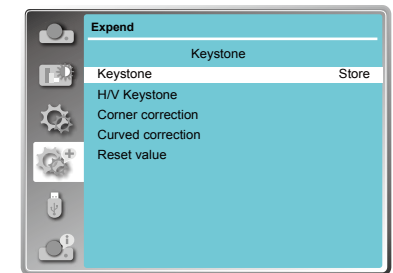 Expend
Keystone
Keystone Store
H/V Keystone
Corner correction
Curved correction
Reset value